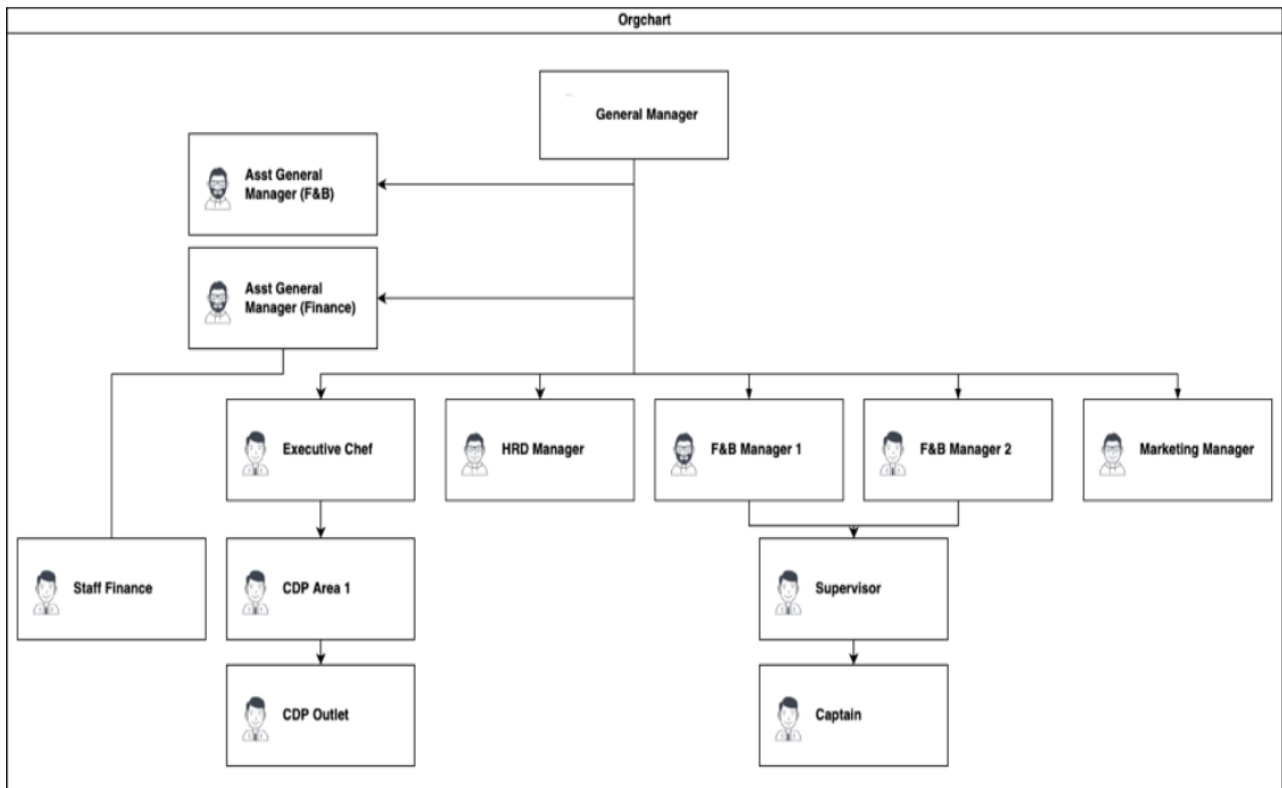 Orgchart
General Manager
Asst General
Manager (F&B)
Asst General
Manager (Finance)
Executive Chef
HRD Manager
F&B Manager 1
F&B Manager 2
Marketing Manager
Staff Finance
CDP Area 1
Supervisor
CDP Outlet
Captain